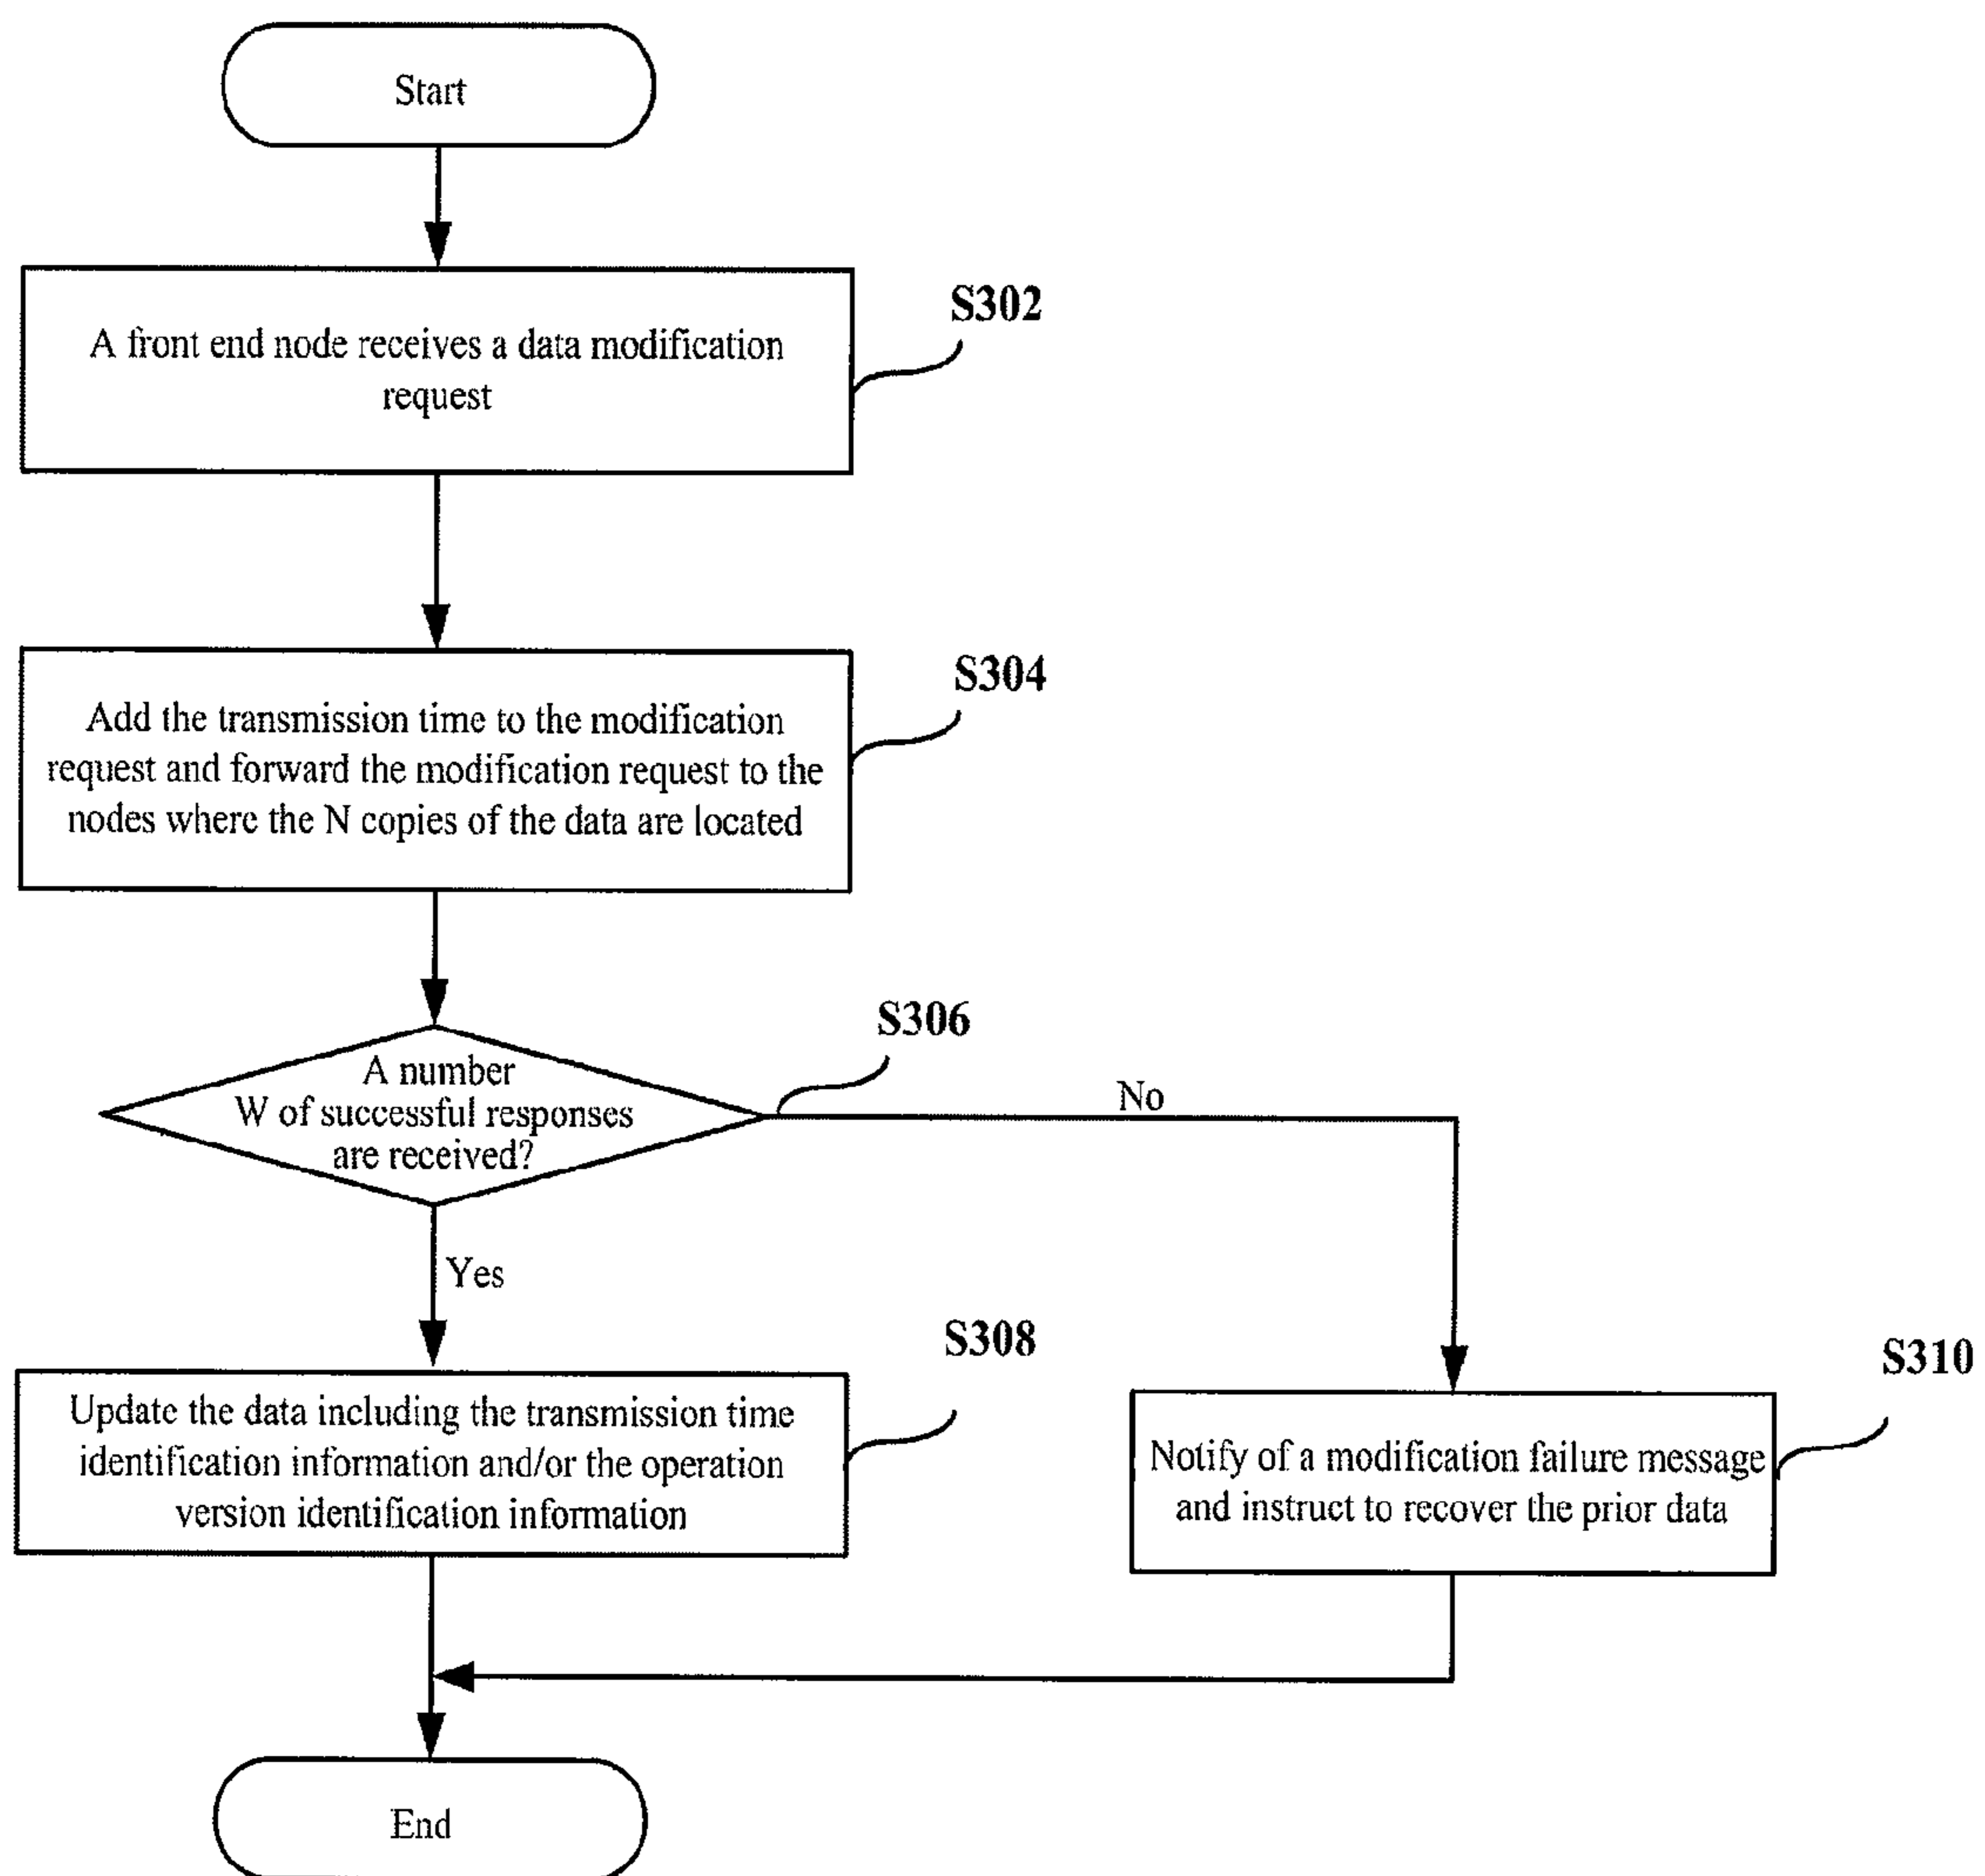 Start
S302
A front end node receives a data modification
request
S304
Add the transmission time to the modification
request and forward the modification request to the
nodes where the N copies of the data are located
S306
A number
W of successful responses
are received?
No
Yes
S308
Update the data including the transmission time
identification information and/or the operation
version identification information
S310
Notify of a modification failure message
and instruct to recover the prior data
End